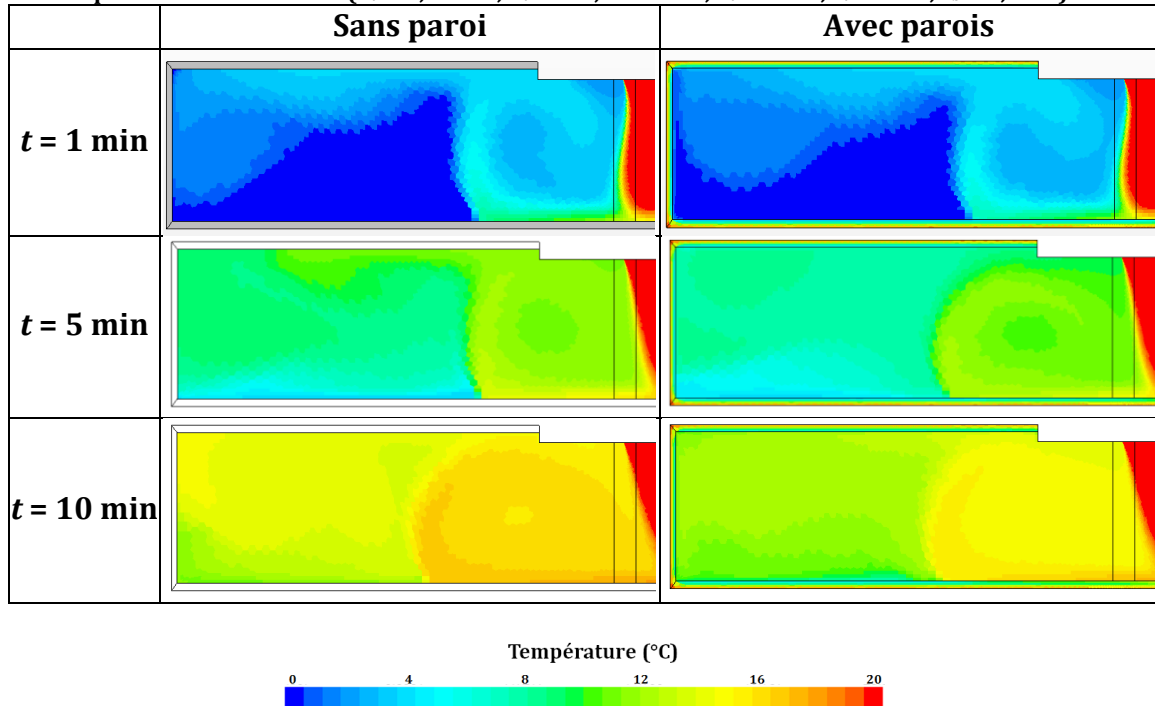 Sans paroi
Avec parois
t = 1 min
t = 5 min
t = 10 min
Température (°C)
0 4 8 12 16 20